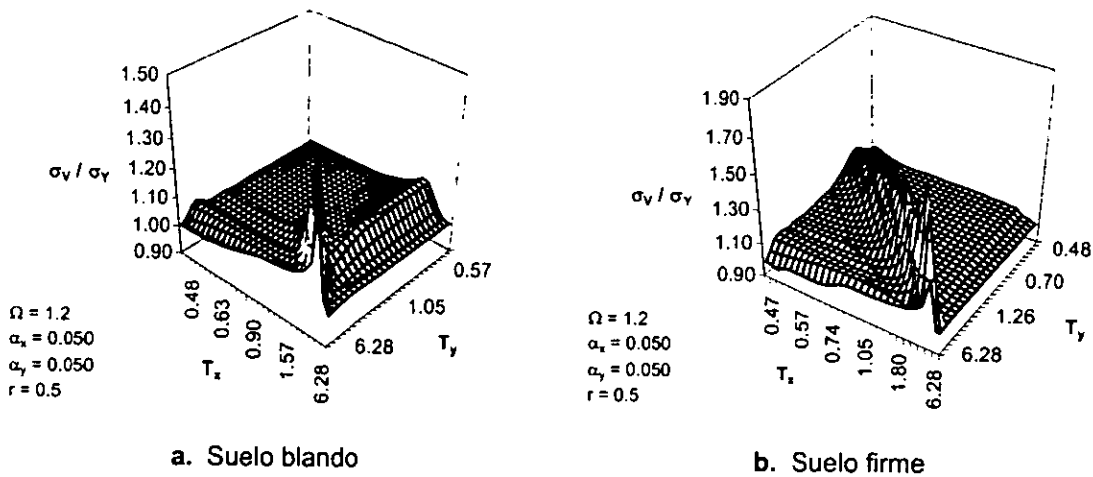 1.50
1.40
1.30
1.20
1.10
1.00
0.90
σV / σY
0.48
0.63
0.90
1.57
6.28
Tx
6.28
1.05
0.57
Ty
Ω = 1.2
αx = 0.050
αy = 0.050
r = 0.5
a. Suelo blando
1.90
1.70
1.50
1.30
1.10
0.90
σV / σY
0.47
0.57
0.74
1.05
1.80
6.28
Tx
6.28
1.26
0.70
0.48
Ty
Ω = 1.2
αx = 0.050
αy = 0.050
r = 0.5
b. Suelo firme